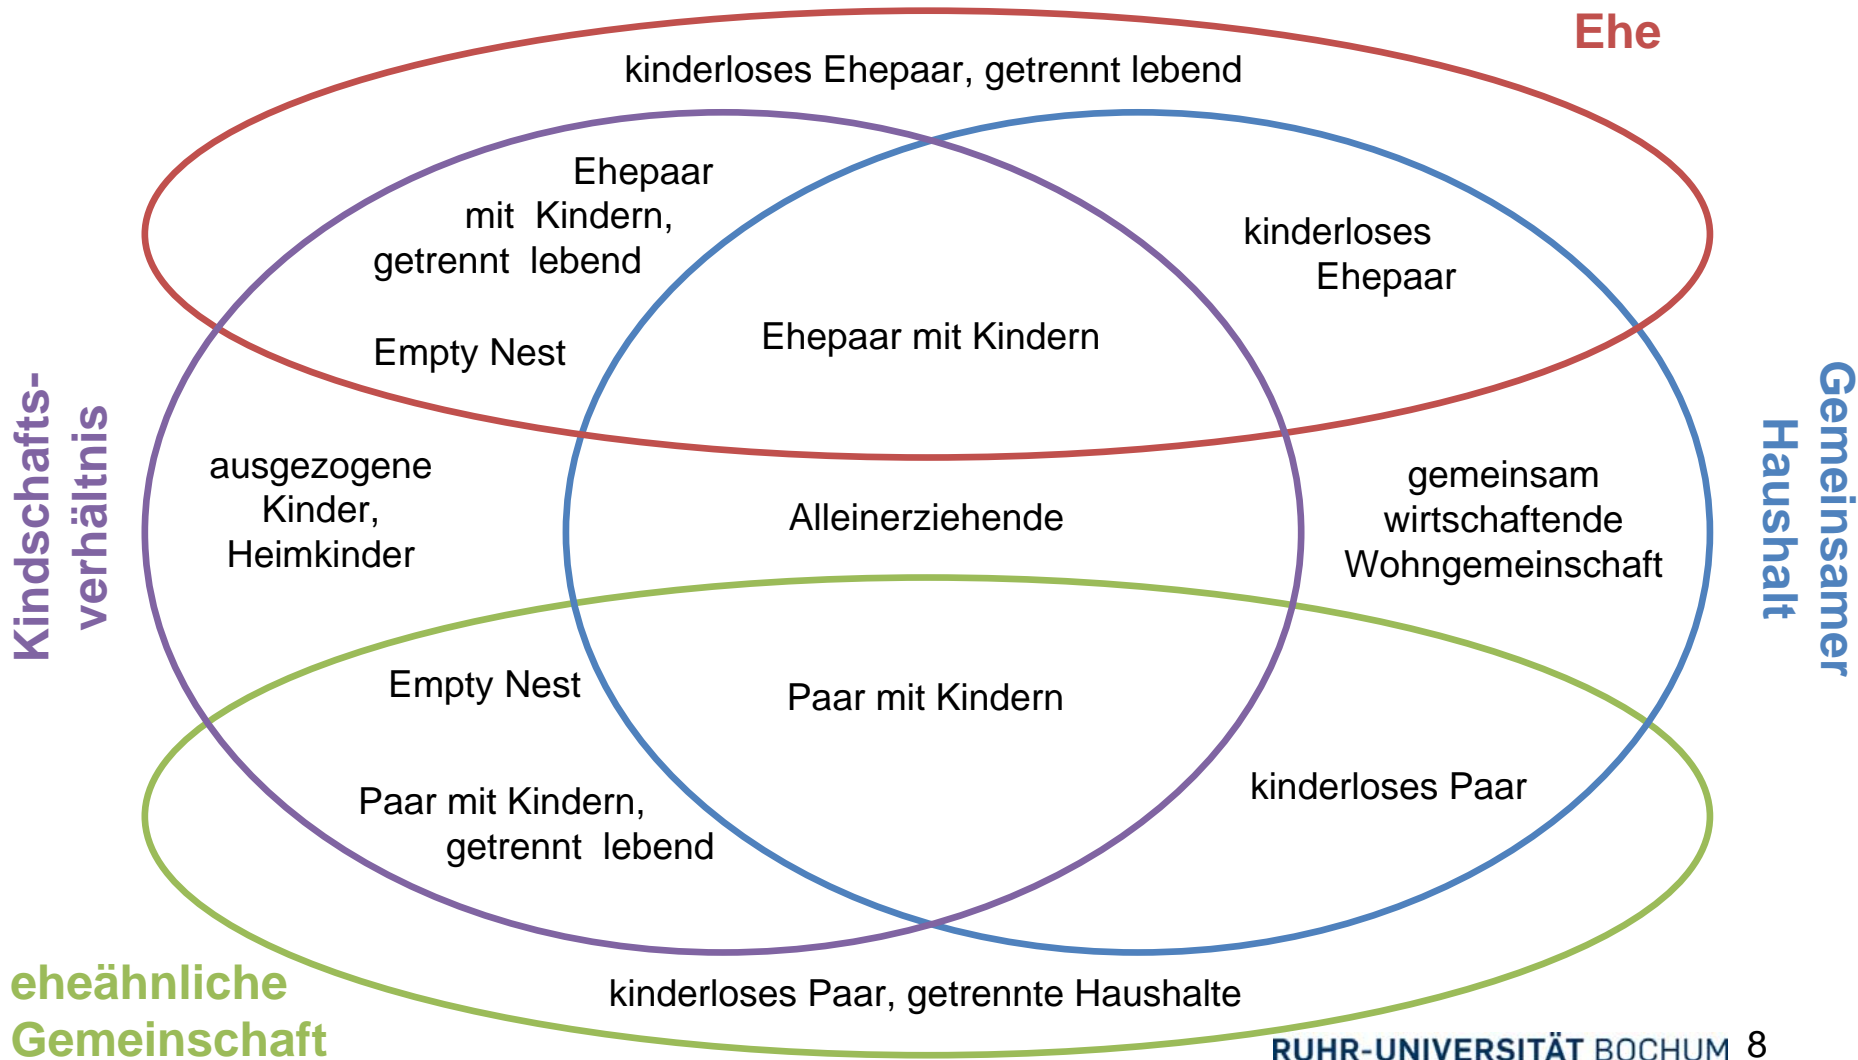 Ehe
kinderloses Ehepaar, getrennt lebend
Ehepaar
mit Kindern,
getrennt lebend
kinderloses
Ehepaar
Ehepaar mit Kindern
Empty Nest
Kindschafts-
verhältnis
Gemeinsamer
Haushalt
ausgezogene
Kinder,
Heimkinder
Alleinerziehende
gemeinsam
wirtschaftende
Wohngemeinschaft
Empty Nest
Paar mit Kindern
Paar mit Kindern,
getrennt lebend
kinderloses Paar
eheähnliche
Gemeinschaft
kinderloses Paar, getrennte Haushalte
RUHR-UNIVERSITÄT BOCHUM 8